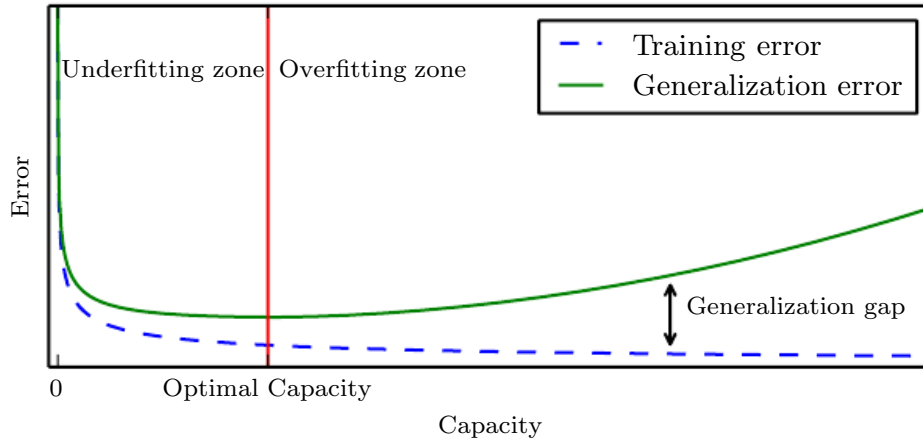 Training error
Generalization error
Underfitting zone
Overfitting zone
Error
Generalization gap
0
Optimal Capacity
Capacity